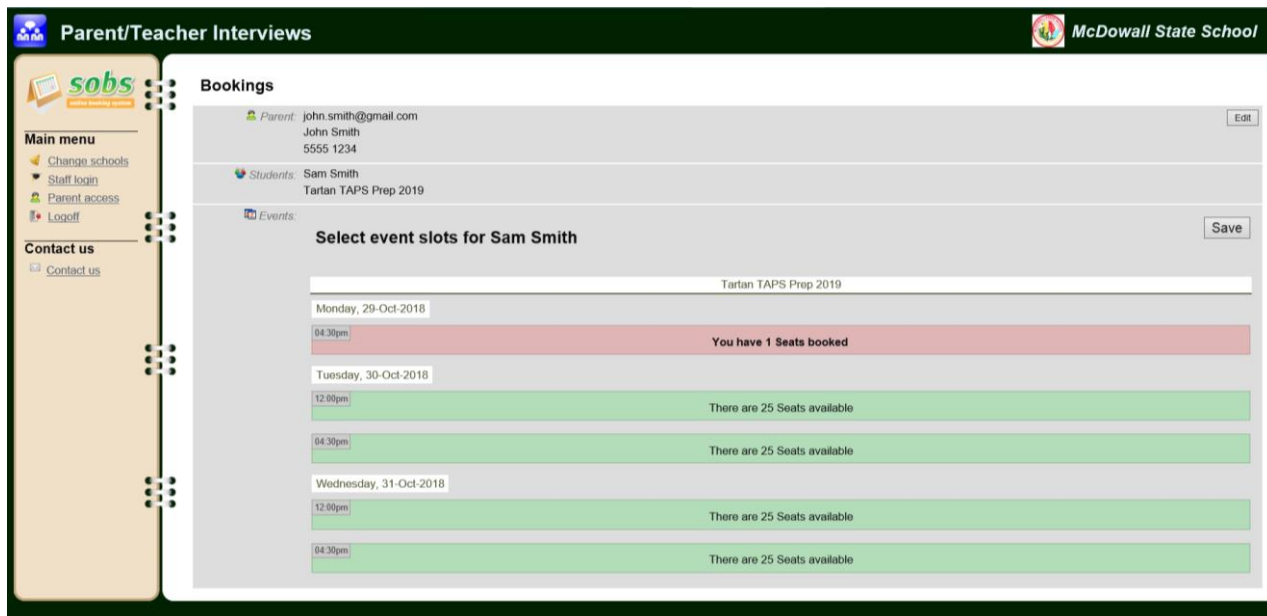 Parent/Teacher Interviews
McDowall State School
sobs
online booking system
Main menu
Change schools
Staff login
Parent access
Logoff
Contact us
Contact us
Bookings
Parent: john.smith@gmail.com
John Smith
5555 1234
Edit
Students: Sam Smith
Tartan TAPS Prep 2019
Events:
Select event slots for Sam Smith
Save
Tartan TAPS Prep 2019
Monday, 29-Oct-2018
04:30pm
You have 1 Seats booked
Tuesday, 30-Oct-2018
12:00pm
There are 25 Seats available
04:30pm
There are 25 Seats available
Wednesday, 31-Oct-2018
12:00pm
There are 25 Seats available
04:30pm
There are 25 Seats available